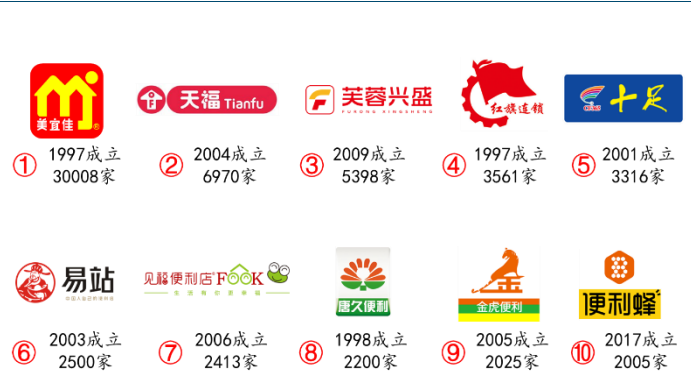 美宜佳
天福 Tianfu
芙蓉兴盛
FURONG XINGSHENG
红旗连锁
十足
① 1997成立
30008家
② 2004成立
6970家
③ 2009成立
5398家
④ 1997成立
3561家
⑤ 2001成立
3316家
易站
见福便利店 FOOK
生活有你更幸福
唐久便利
金虎便利
便利蜂
⑥ 2003成立
2500家
⑦ 2006成立
2413家
⑧ 1998成立
2200家
⑨ 2005成立
2025家
⑩ 2017成立
2005家